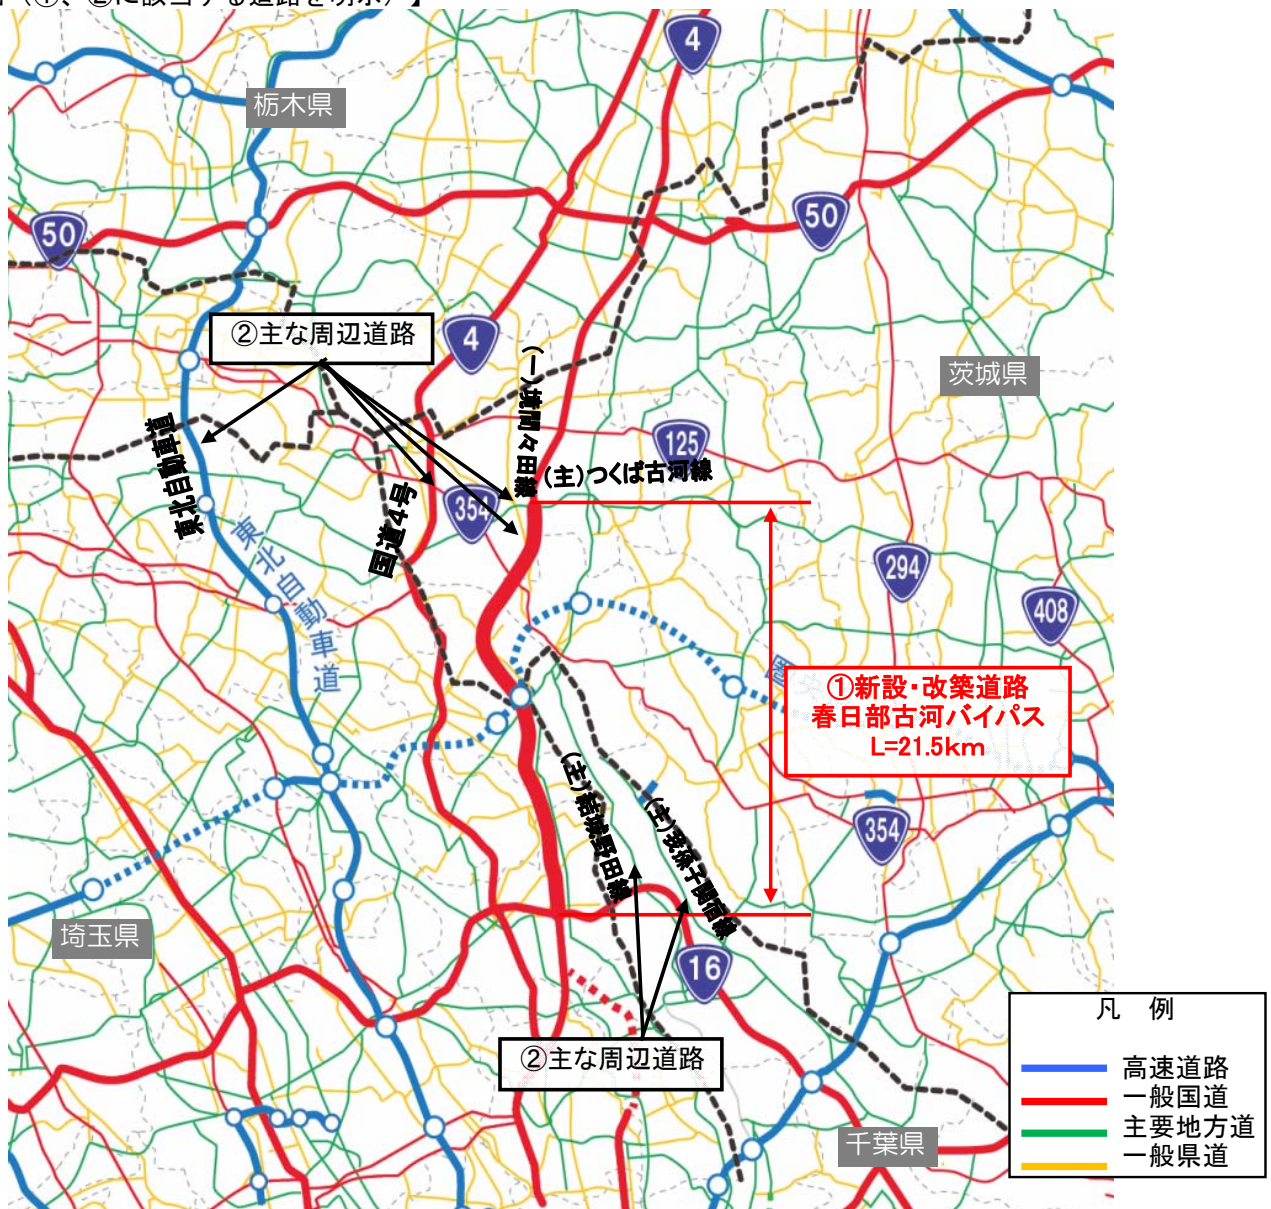 (①、②に該当する道路を明示)】
4
栃木県
50
50
②主な周辺道路
4
茨城県
(一)境間々田線
125
(主)つくば古河線
東北自動車道
354
国道4号
東北自動車道
294
408
①新設・改築道路
春日部古河バイパス
L=21.5km
(主)結城野田線
(主)我孫子関宿線
354
埼玉県
16
②主な周辺道路
千葉県
凡 例
高速道路
一般国道
主要地方道
一般県道